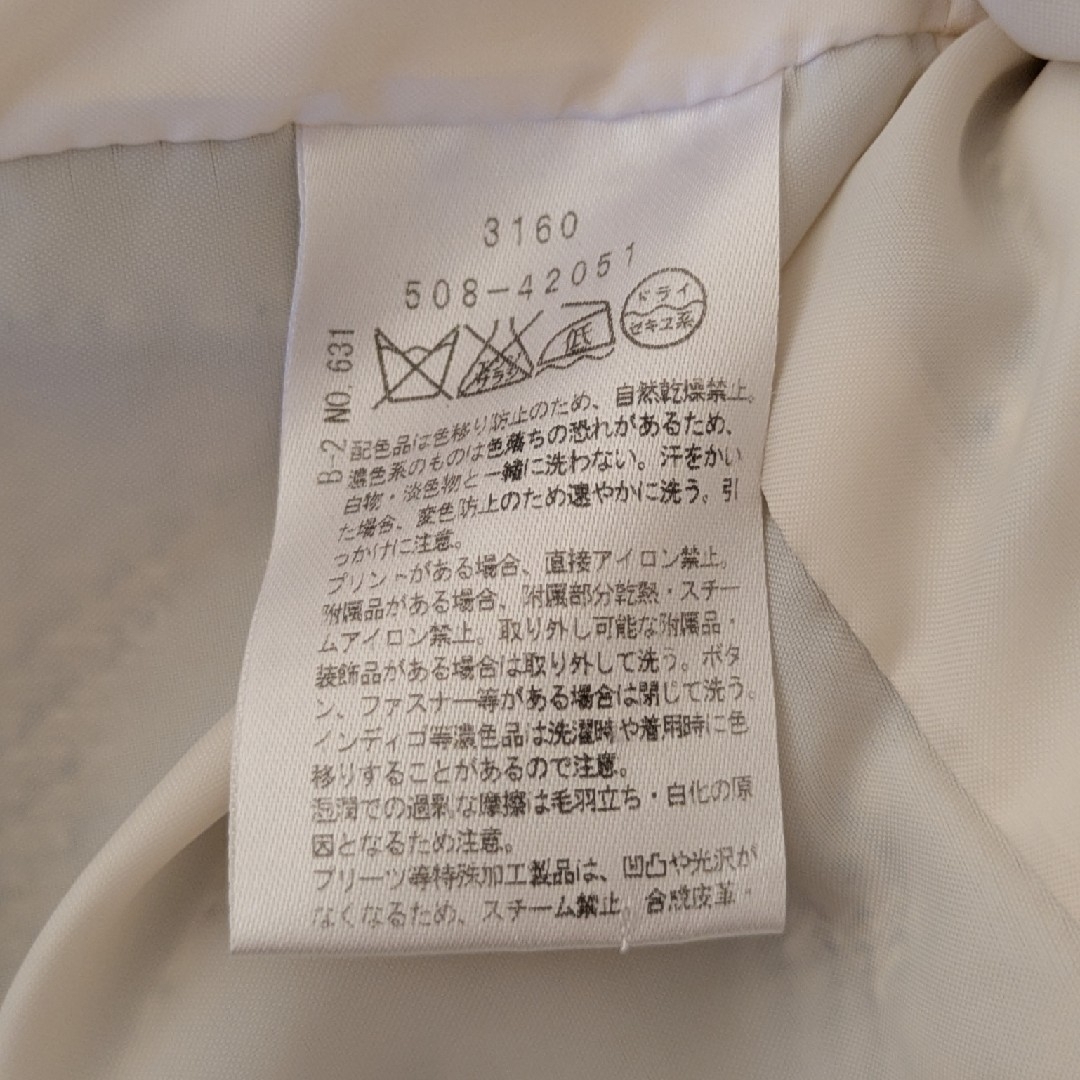 3160
508-42051
サラシ
低
ドライ
セキユ系
B-2 NO. 631
配色品は色移り防止のため、自然乾燥禁止。
濃色系のものは色落ちの恐れがあるため、
白物・淡色物と一緒に洗わない。汗をかい
た場合、変色防止のため速やかに洗う。引
っかけに注意。
プリントがある場合、直接アイロン禁止。
附属品がある場合、附属部分乾熱・スチー
ムアイロン禁止。取り外し可能な附属品・
装飾品がある場合は取り外して洗う。ボタ
ン、ファスナー等がある場合は閉じて洗う。
インディゴ等濃色品は洗濯時や着用時に色
移りすることがあるので注意。
湿潤での過剰な摩擦は毛羽立ち・白化の原
因となるため注意。
プリーツ等特殊加工製品は、凹凸や光沢が
なくなるため、スチーム禁止。合成皮革・